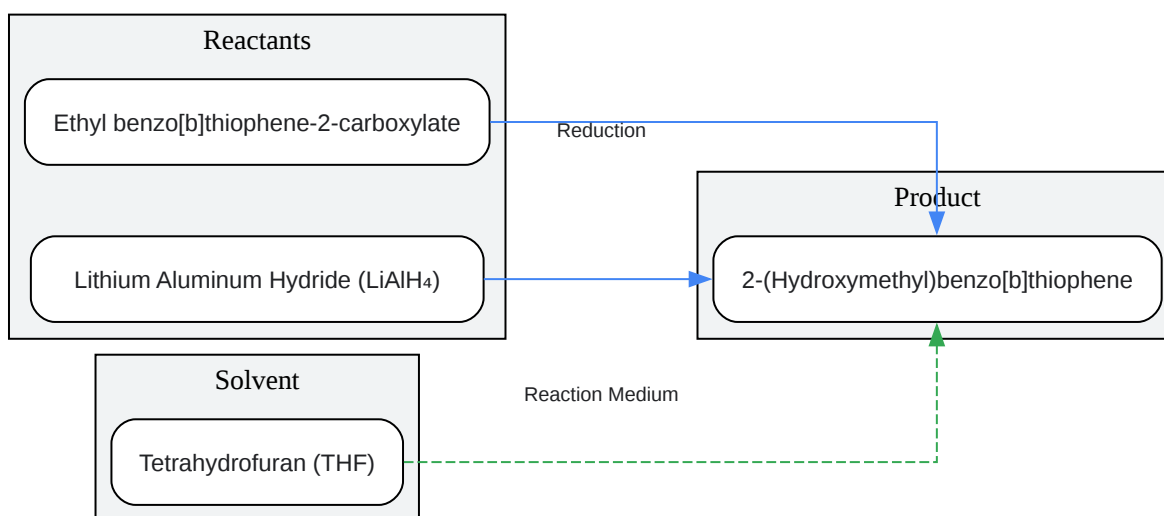 Reactants
Ethyl benzo[b]thiophene-2-carboxylate
Reduction
Product
Lithium Aluminum Hydride (LiAlH₄)
2-(Hydroxymethyl)benzo[b]thiophene
Solvent
Reaction Medium
Tetrahydrofuran (THF)